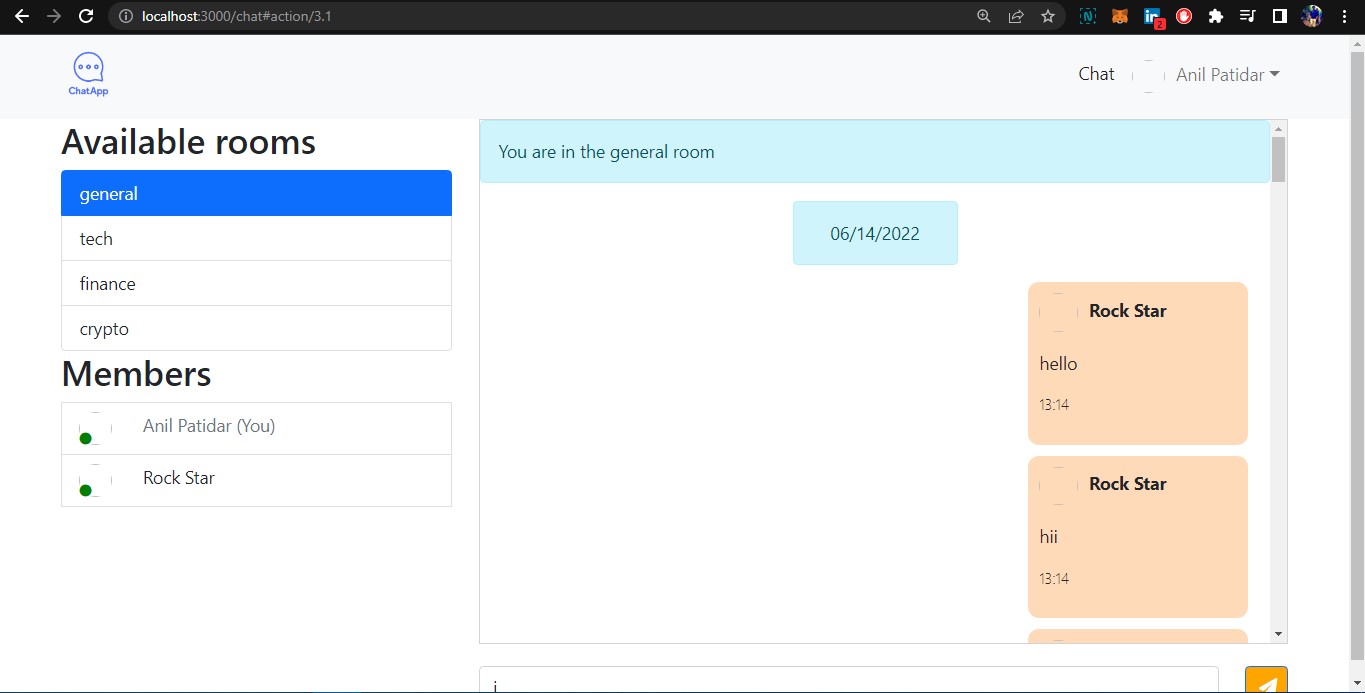 localhost:3000/chat#action/3.1
2
ChatApp
Chat
Anil Patidar
Available rooms
general
tech
finance
crypto
Members
Anil Patidar (You)
Rock Star
You are in the general room
06/14/2022
Rock Star
hello
13:14
Rock Star
hii
13:14